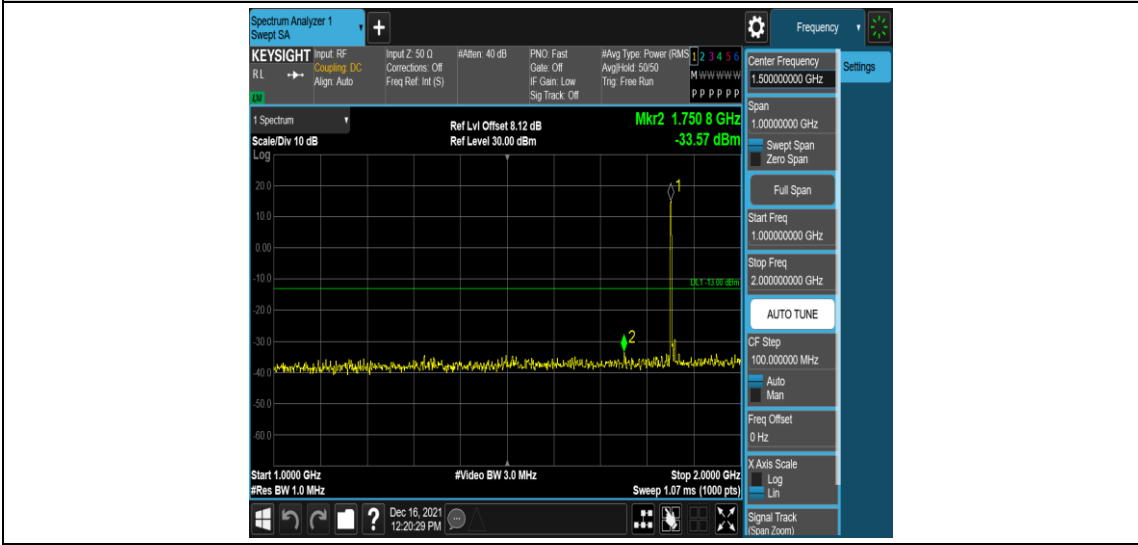 Spectrum Analyzer 1
Swept SA
Frequency
KEYSIGHT
RL
LM
Input: RF
Coupling: DC
Align: Auto
Input Z: 50 Ω
Corrections: Off
Freq Ref: Int (S)
#Atten: 40 dB
PNO: Fast
Gate: Off
IF Gain: Low
Sig Track: Off
#Avg Type: Power (RMS
Avg|Hold: 50/50
Trig: Free Run
1 2 3 4 5 6
M W W W W W
P P P P P P
1 Spectrum
Scale/Div 10 dB
Log
Ref Lvl Offset 8.12 dB
Ref Level 30.00 dBm
Mkr2 1.750 8 GHz
-33.57 dBm
20.0
10.0
0.00
-10.0
-20.0
-30.0
-40.0
-50.0
-60.0
1
DL1 -13.00 dBm
2
Start 1.0000 GHz
#Res BW 1.0 MHz
#Video BW 3.0 MHz
Stop 2.0000 GHz
Sweep 1.07 ms (1000 pts)
Center Frequency
1.500000000 GHz
Settings
Span
1.00000000 GHz
Swept Span
Zero Span
Full Span
Start Freq
1.000000000 GHz
Stop Freq
2.000000000 GHz
AUTO TUNE
CF Step
100.000000 MHz
Auto
Man
Freq Offset
0 Hz
X Axis Scale
Log
Lin
Signal Track
(Span Zoom)
Dec 16, 2021
12:20:29 PM